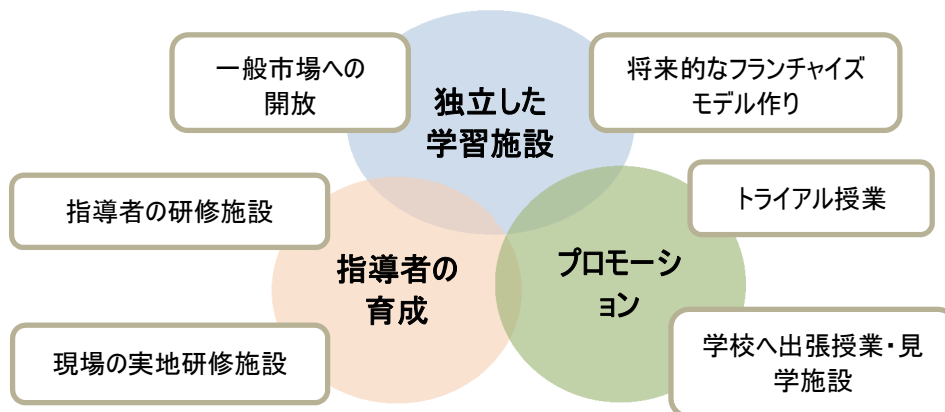 一般市場への
開放
将来的なフランチャイズ
モデル作り
独立した
学習施設
指導者の研修施設
トライアル授業
指導者の
育成
プロモーシ
ョン
現場の実地研修施設
学校へ出張授業・見
学施設